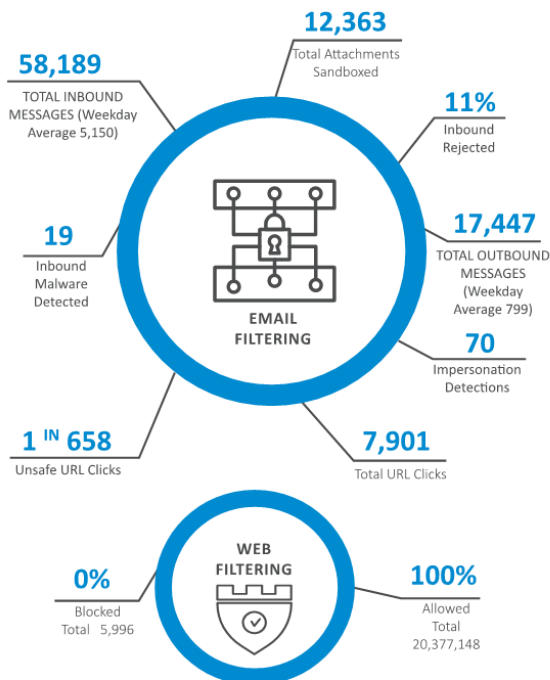 12,363
Total Attachments
Sandboxed
58,189
TOTAL INBOUND
MESSAGES (Weekday
Average 5,150)
11%
Inbound
Rejected
19
Inbound
Malware
Detected
17,447
TOTAL OUTBOUND
MESSAGES
(Weekday
Average 799)
EMAIL
FILTERING
70
Impersonation
Detections
1 IN 658
Unsafe URL Clicks
7,901
Total URL Clicks
WEB
FILTERING
0%
Blocked
Total 5,996
100%
Allowed
Total
20,377,148